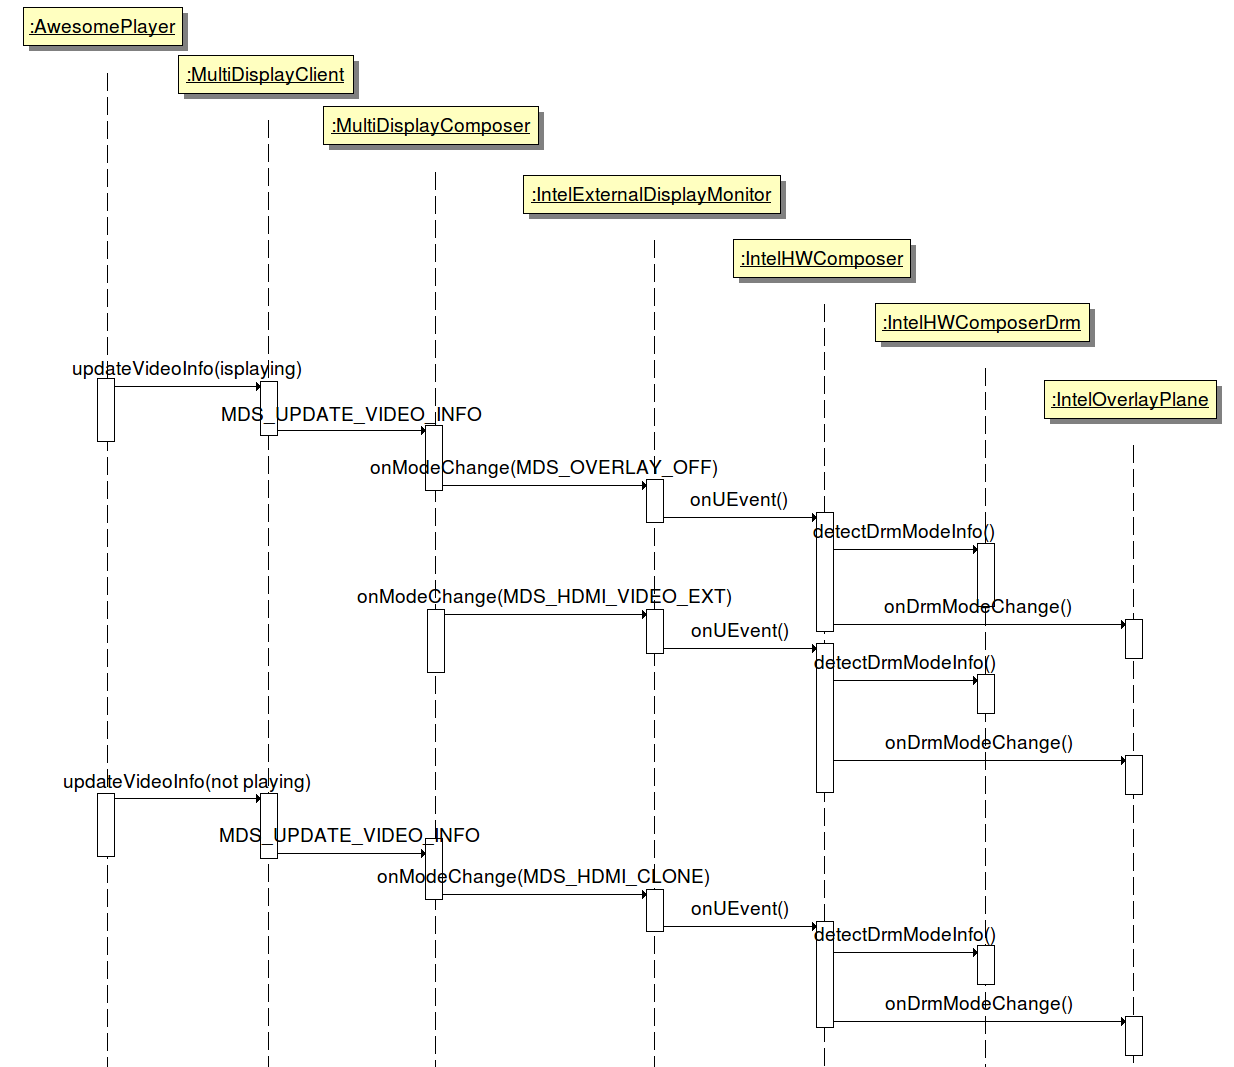 :AwesomePlayer
:MultiDisplayClient
:MultiDisplayComposer
:IntelExternalDisplayMonitor
:IntelHWComposer
:IntelHWComposerDrm
updateVideoInfo(isplaying)
:IntelOverlayPlane
MDS_UPDATE_VIDEO_INFO
onModeChange(MDS_OVERLAY_OFF)
onUEvent()
detectDrmModeInfo()
onModeChange(MDS_HDMI_VIDEO_EXT)
onDrmModeChange()
onUEvent()
detectDrmModeInfo()
onDrmModeChange()
updateVideoInfo(not playing)
MDS_UPDATE_VIDEO_INFO
onModeChange(MDS_HDMI_CLONE)
onUEvent()
detectDrmModeInfo()
onDrmModeChange()